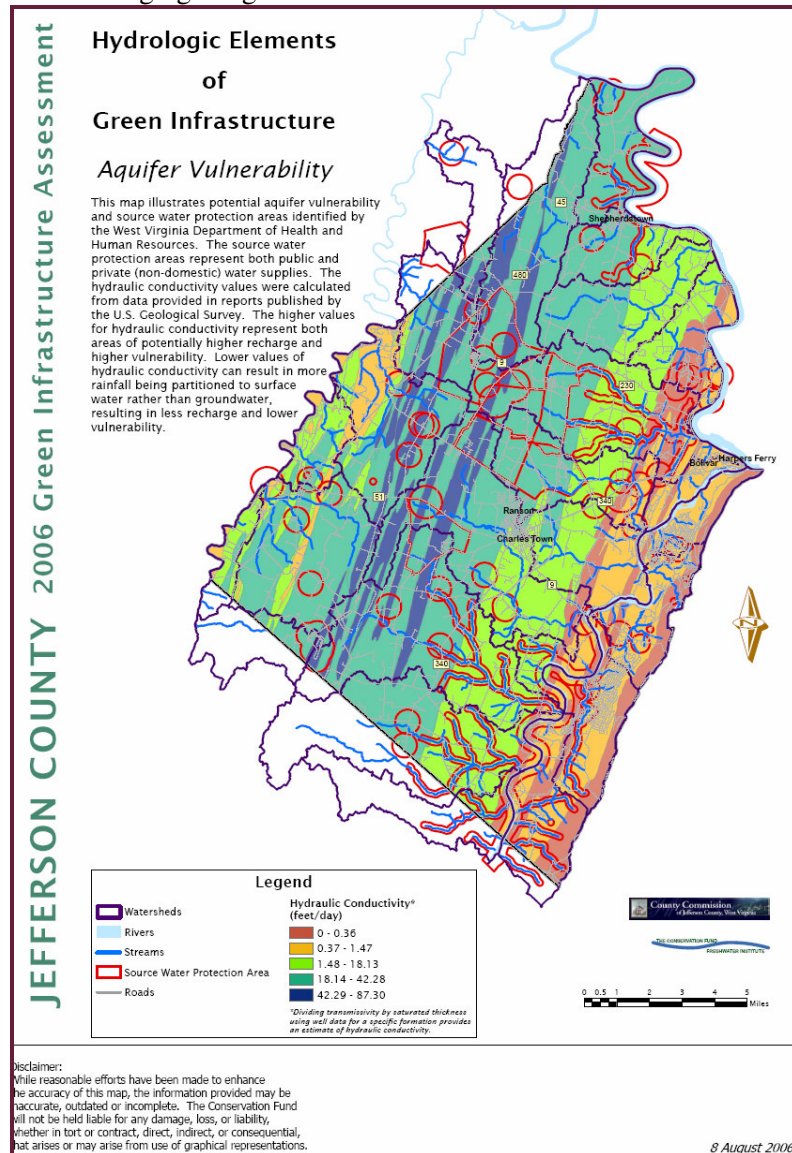 JEFFERSON COUNTY 2006 Green Infrastructure Assessment
Hydrologic Elements
of
Green Infrastructure
Aquifer Vulnerability
This map illustrates potential aquifer vulnerability
and source water protection areas identified by
the West Virginia Department of Health and
Human Resources. The source water
protection areas represent both public and
private (non-domestic) water supplies. The
hydraulic conductivity values were calculated
from data provided in reports published by
the U.S. Geological Survey. The higher values
for hydraulic conductivity represent both
areas of potentially higher recharge and
higher vulnerability. Lower values of
hydraulic conductivity can result in more
rainfall being partitioned to surface
water rather than groundwater,
resulting in less recharge and lower
vulnerability.
45
Shepherdstown
480
9
230
Bolivar
Harpers Ferry
51
340
Ranson
Charles Town
9
340
N
Legend
Watersheds
Rivers
Streams
Source Water Protection Area
Roads
Hydraulic Conductivity*
(feet/day)
0 - 0.36
0.37 - 1.47
1.48 - 18.13
18.14 - 42.28
42.29 - 87.30
*Dividing transmissivity by saturated thickness
using well data for a specific formation provides
an estimate of hydraulic conductivity.
County Commission
of Jefferson County, West Virginia
THE CONSERVATION FUND
FRESHWATER INSTITUTE
0 0.5 1 2 3 4 5
Miles
Disclaimer:
While reasonable efforts have been made to enhance
the accuracy of this map, the information provided may be
inaccurate, outdated or incomplete. The Conservation Fund
will not be held liable for any damage, loss, or liability,
whether in tort or contract, direct, indirect, or consequential,
that arises or may arise from use of graphical representations.
8 August 2006